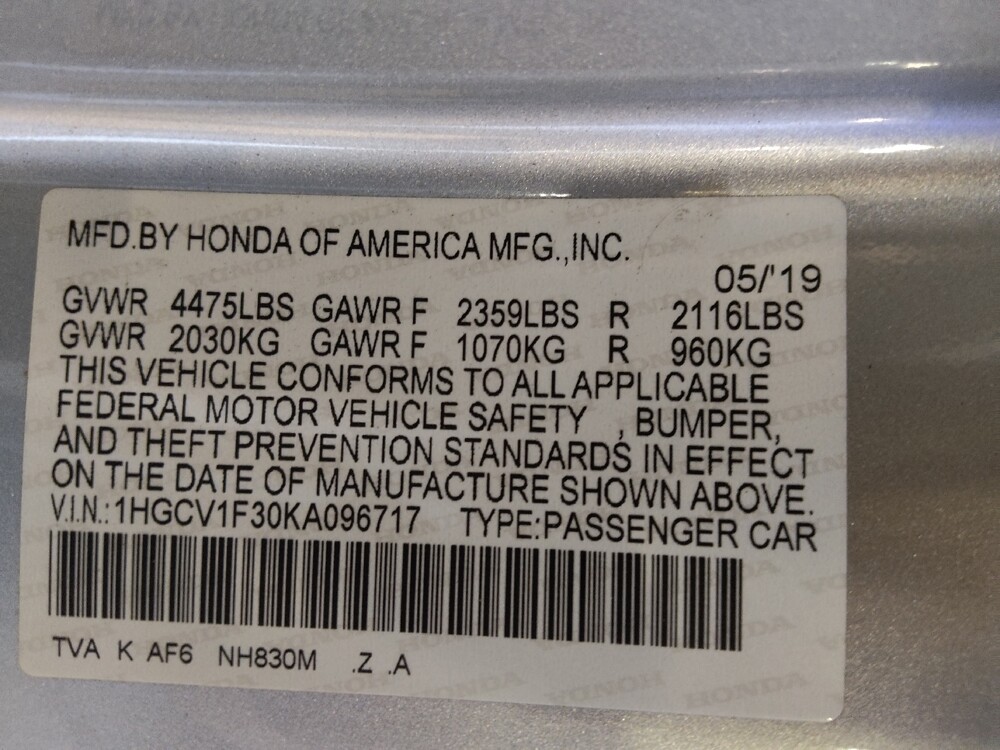 MFD.BY HONDA OF AMERICA MFG.,INC.
05/'19
GVWR 4475LBS GAWR F 2359LBS R 2116LBS
GVWR 2030KG GAWR F 1070KG R 960KG
THIS VEHICLE CONFORMS TO ALL APPLICABLE
FEDERAL MOTOR VEHICLE SAFETY , BUMPER,
AND THEFT PREVENTION STANDARDS IN EFFECT
ON THE DATE OF MANUFACTURE SHOWN ABOVE.
V.I.N.:1HGCV1F30KA096717 TYPE:PASSENGER CAR
TVA K AF6 NH830M .Z .A